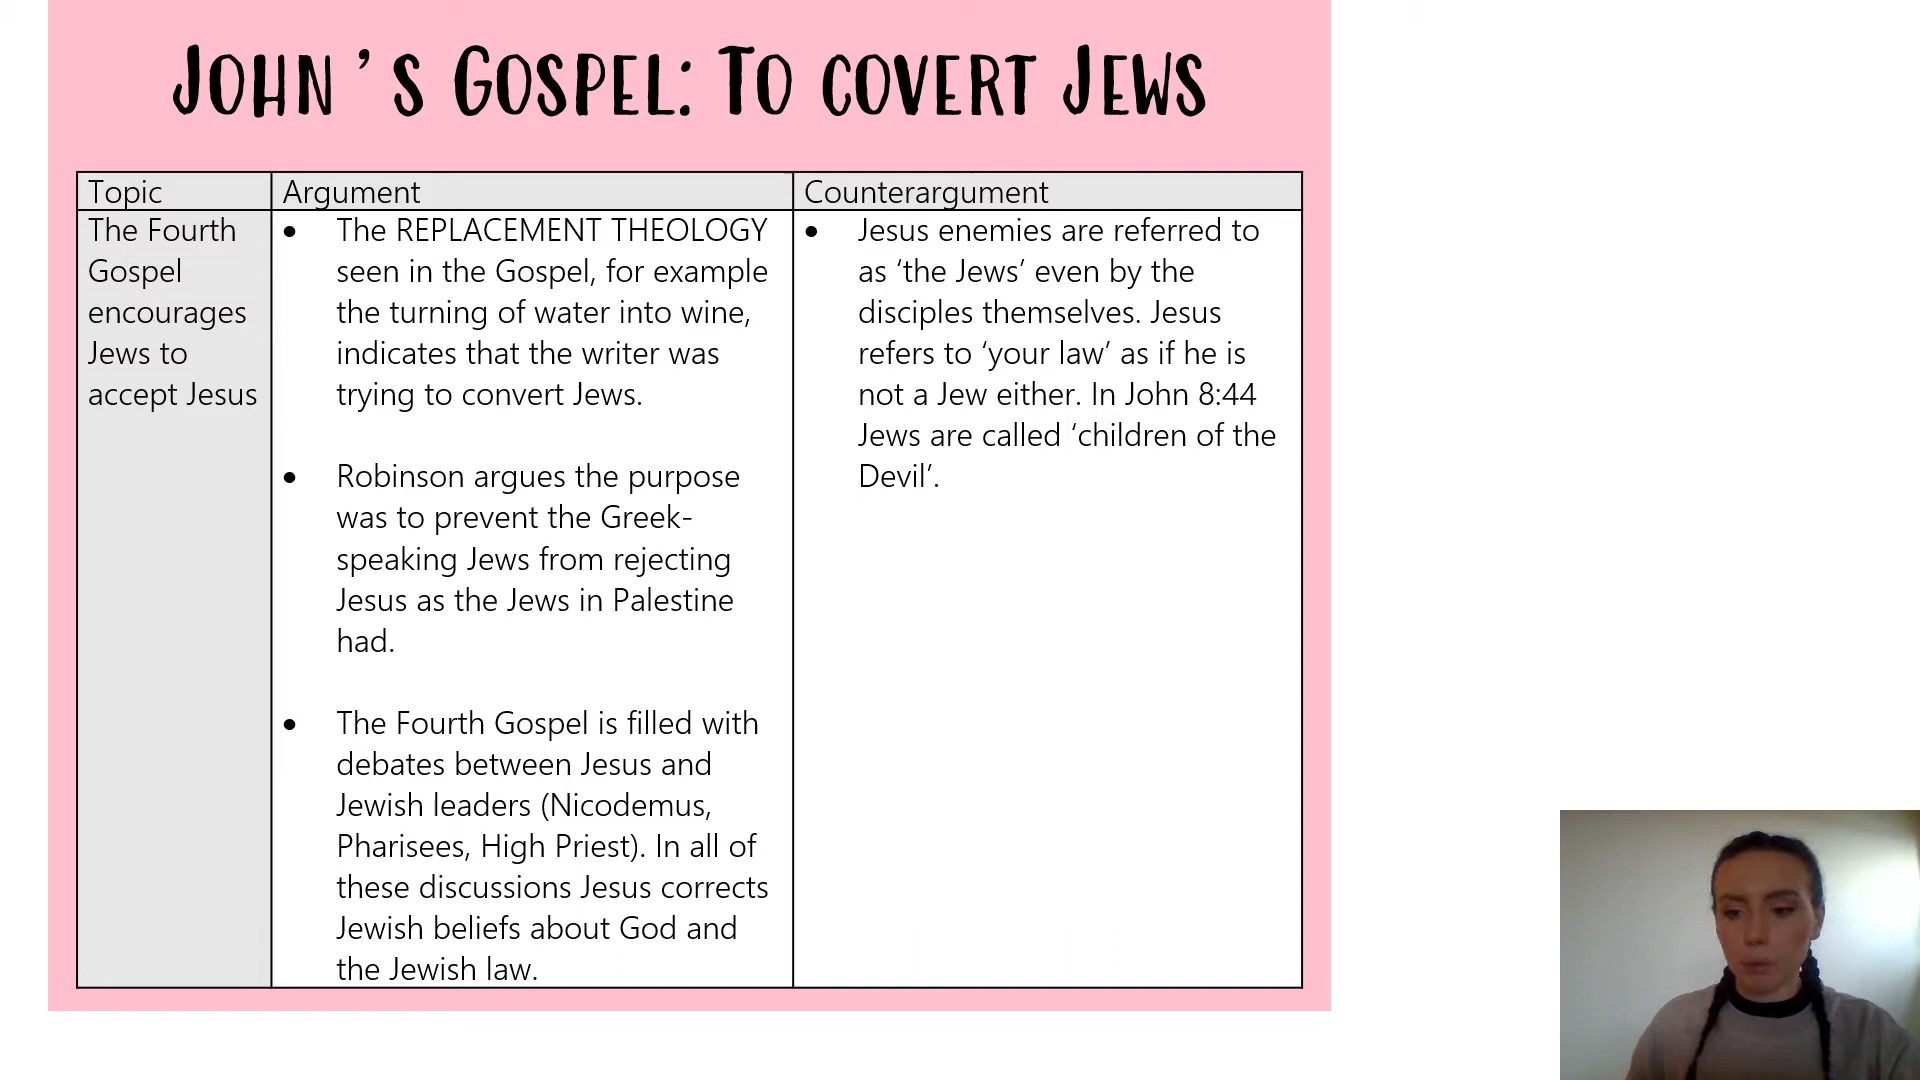 JOHN'S GOSPEL: TO COVERT JEWS
Topic
Argument
Counterargument
The Fourth
Gospel
encourages
Jews to
accept Jesus
• The REPLACEMENT THEOLOGY
seen in the Gospel, for example
the turning of water into wine,
indicates that the writer was
trying to convert Jews.
• Robinson argues the purpose
was to prevent the Greek-
speaking Jews from rejecting
Jesus as the Jews in Palestine
had.
• The Fourth Gospel is filled with
debates between Jesus and
Jewish leaders (Nicodemus,
Pharisees, High Priest). In all of
these discussions Jesus corrects
Jewish beliefs about God and
the Jewish law.
• Jesus enemies are referred to
as ‘the Jews’ even by the
disciples themselves. Jesus
refers to ‘your law’ as if he is
not a Jew either. In John 8:44
Jews are called ‘children of the
Devil’.